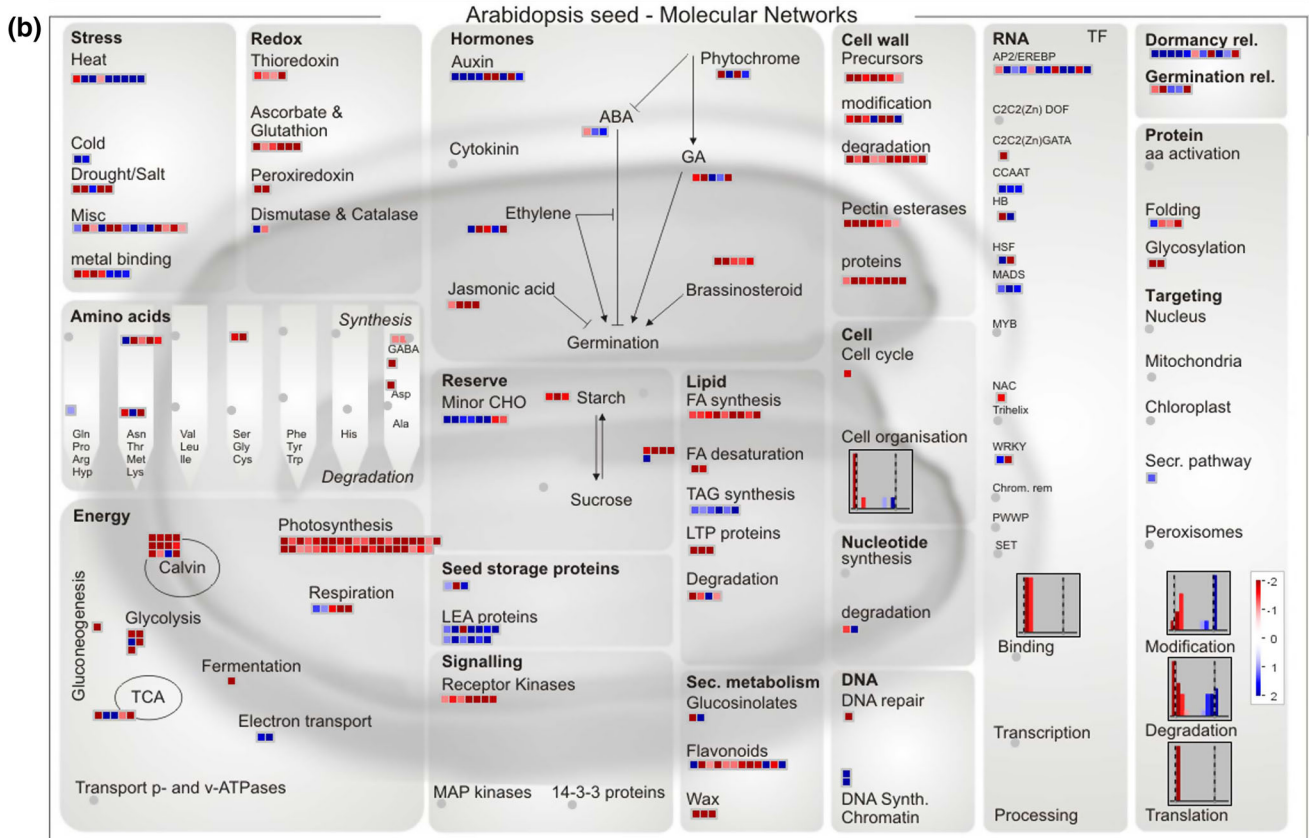 (b)
Arabidopsis seed - Molecular Networks
Stress
Heat
Cold
Drought/Salt
Misc
metal binding
Redox
Thioredoxin
Ascorbate &
Glutathion
Peroxiredoxin
Dismutase & Catalase
Hormones
Auxin
Phytochrome
ABA
Cytokinin
GA
Ethylene
Jasmonic acid
Brassinosteroid
Germination
Cell wall
Precursors
modification
degradation
Pectin esterases
proteins
Cell
Cell cycle
Cell organisation
Nucleotide
synthesis
degradation
DNA
DNA repair
DNA Synth.
Chromatin
RNA
TF
AP2/EREBP
C2C2(Zn) DOF
C2C2(Zn)GATA
CCAAT
HB
HSF
MADS
MYB
NAC
Trihelix
WRKY
Chrom. rem
PWWP
SET
Binding
Transcription
Processing
Dormancy rel.
Germination rel.
Protein
aa activation
Folding
Glycosylation
Targeting
Nucleus
Mitochondria
Chloroplast
Secr. pathway
Peroxisomes
Modification
Degradation
Translation
-2
-1
0
1
2
Amino acids
Synthesis
GABA
Asp
Ala
Gln
Pro
Arg
Hyp
Asn
Thr
Met
Lys
Val
Leu
Ile
Ser
Gly
Cys
Phe
Tyr
Trp
His
Degradation
Reserve
Minor CHO
Starch
Sucrose
Seed storage proteins
LEA proteins
Signalling
Receptor Kinases
MAP kinases
14-3-3 proteins
Lipid
FA synthesis
FA desaturation
TAG synthesis
LTP proteins
Degradation
Sec. metabolism
Glucosinolates
Flavonoids
Wax
Energy
Calvin
Photosynthesis
Respiration
Gluconeogenesis
Glycolysis
Fermentation
TCA
Electron transport
Transport p- and v-ATPases